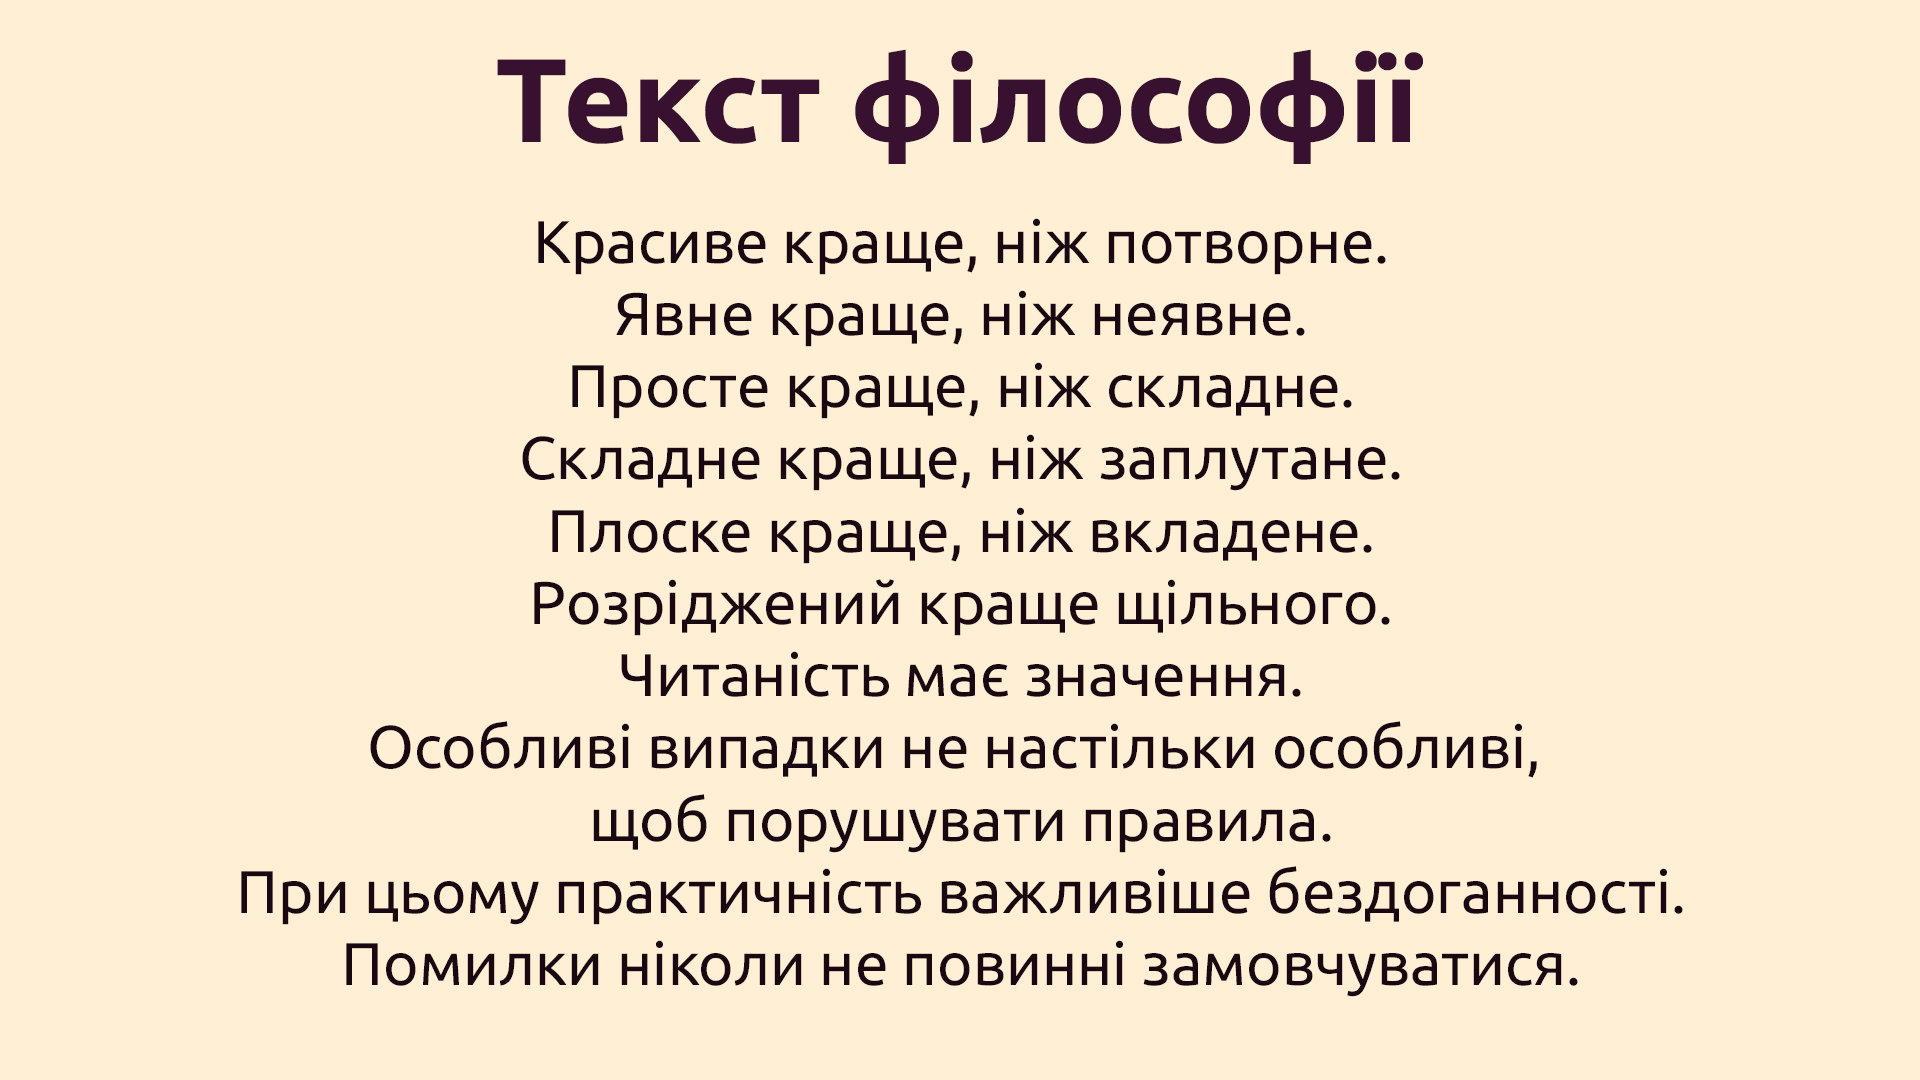 Текст філософії
Красиве краще, ніж потворне.
Явне краще, ніж неявне.
Просте краще, ніж складне.
Складне краще, ніж заплутане.
Плоске краще, ніж вкладене.
Розріджений краще щільного.
Читаність має значення.
Особливі випадки не настільки особливі,
щоб порушувати правила.
При цьому практичність важливіше бездоганності.
Помилки ніколи не повинні замовчуватися.